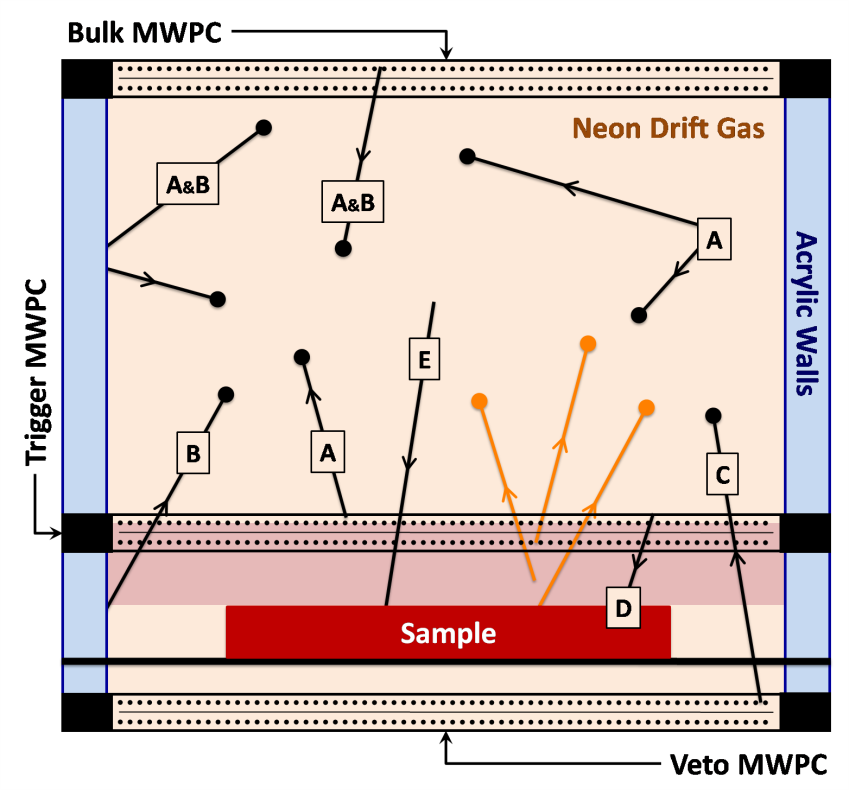 Bulk MWPC
Neon Drift Gas
A&B
A&B
A
Acrylic Walls
Trigger MWPC
E
B
A
C
D
Sample
Veto MWPC